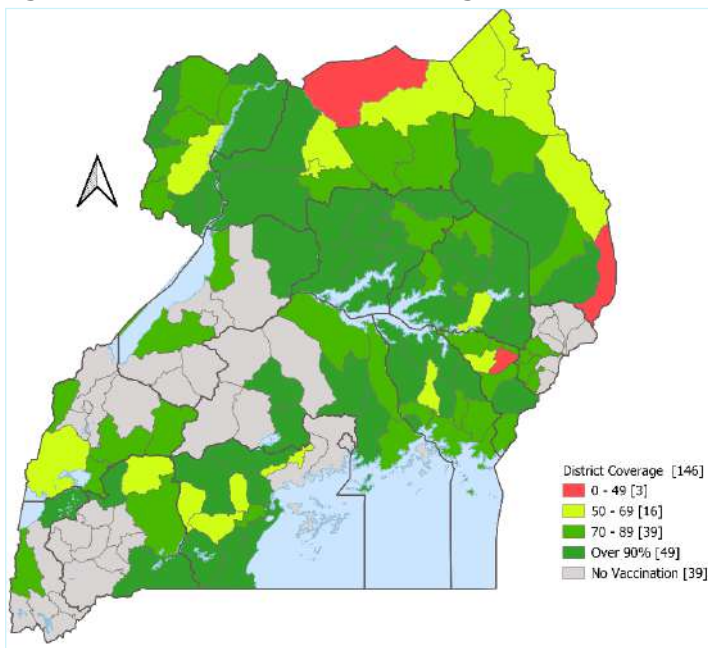 District Coverage [146]
0 - 49 [3]
50 - 69 [16]
70 - 89 [39]
Over 90% [49]
No Vaccination [39]